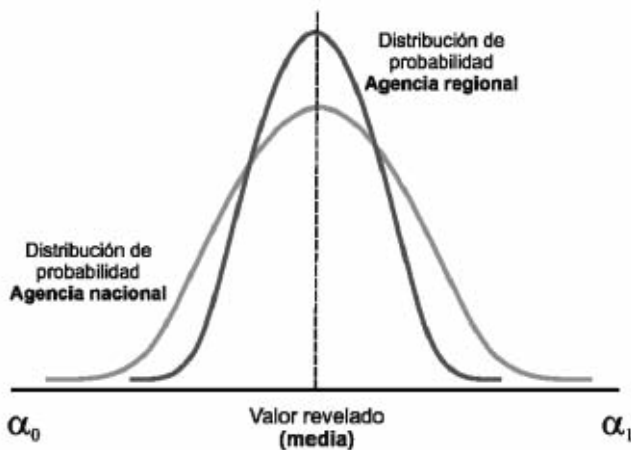 Distribución de
probabilidad
Agencia regional
Distribución de
probabilidad
Agencia nacional
α₀
Valor revelado
(media)
α₁